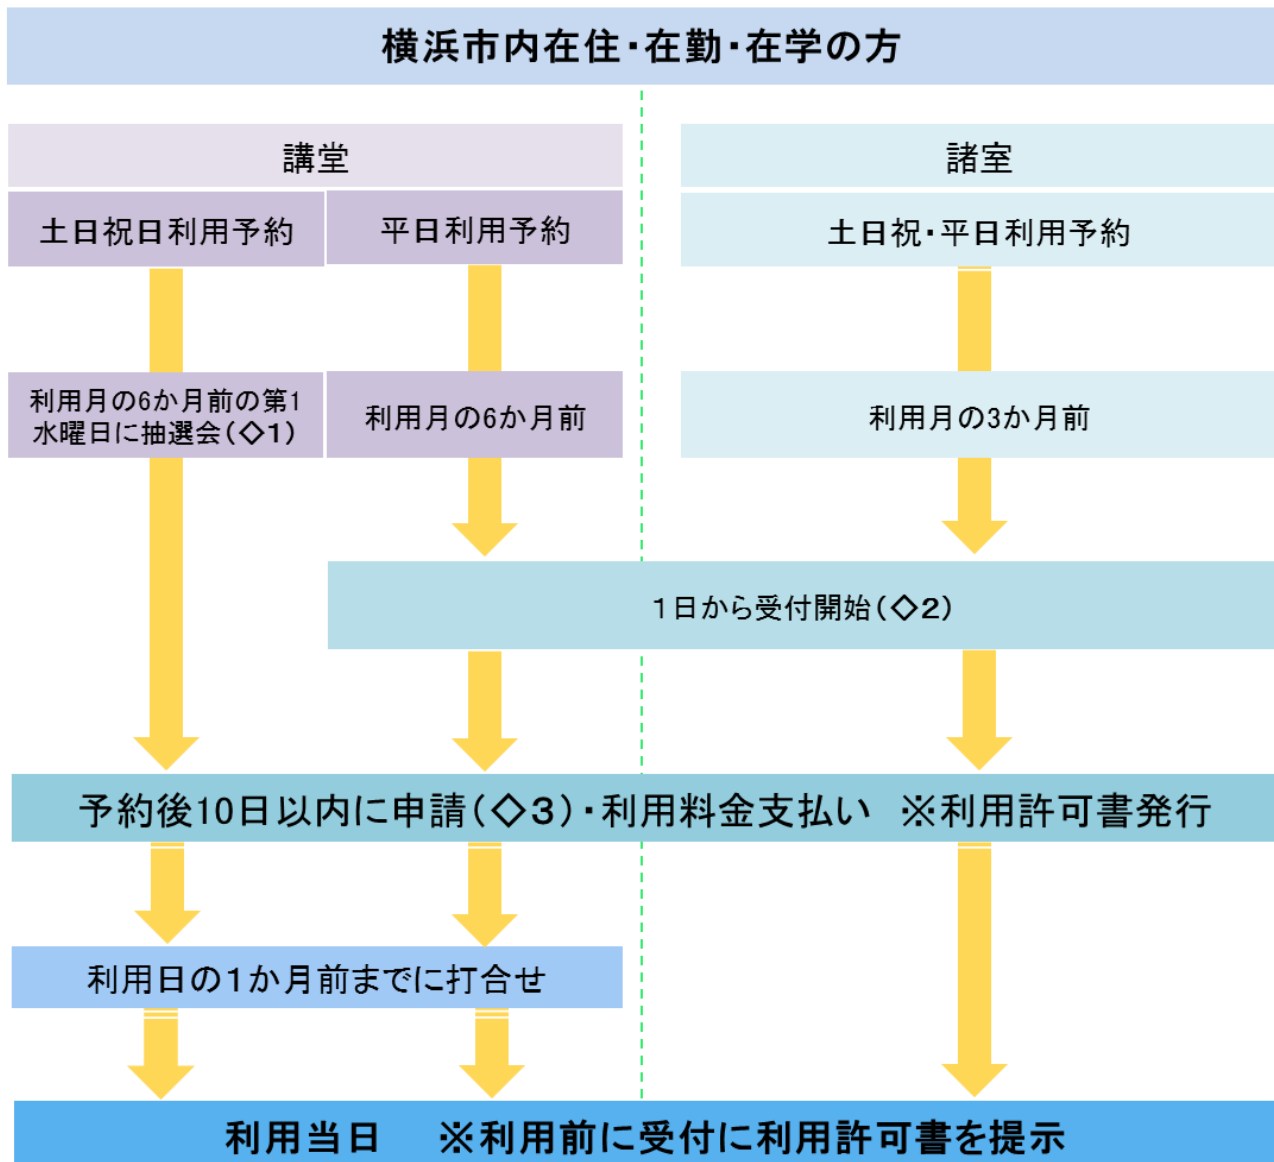 横浜市内在住・在勤・在学の方
講堂
諸室
土日祝日利用予約
平日利用予約
土日祝・平日利用予約
利用月の6か月前の第1
水曜日に抽選会(◇1)
利用月の6か月前
利用月の3か月前
1日から受付開始(◇2)
予約後10日以内に申請(◇3)・利用料金支払い ※利用許可書発行
利用日の1か月前までに打合せ
利用当日 ※利用前に受付に利用許可書を提示